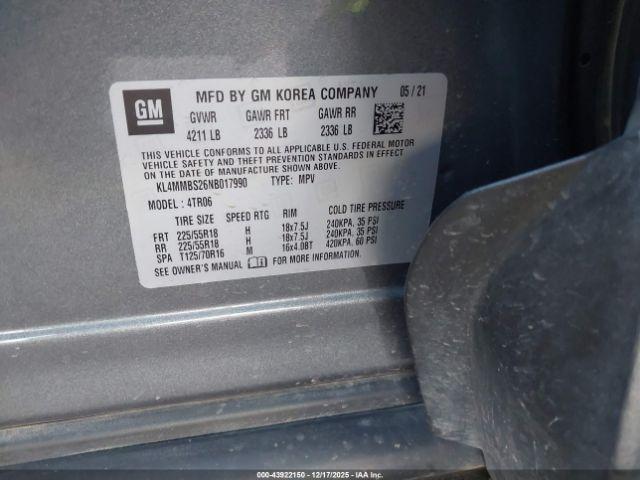 GM
MFD BY GM KOREA COMPANY 05 / 21
GVWR GAWR FRT GAWR RR
4211 LB 2336 LB 2336 LB
THIS VEHICLE CONFORMS TO ALL APPLICABLE U.S. FEDERAL MOTOR
VEHICLE SAFETY AND THEFT PREVENTION STANDARDS IN EFFECT ON
THE DATE OF MANUFACTURE SHOWN ABOVE.
KL4MMBS26NB017990 TYPE: MPV
MODEL : 4TR06
TIRE SIZE SPEED RTG RIM COLD TIRE PRESSURE
FRT 225/55R18 H 18x7.5J 240KPA, 35 PSI
RR 225/55R18 H 18x7.5J 240KPA, 35 PSI
SPA T125/70R16 M 16x4.0BT 420KPA, 60 PSI
SEE OWNER'S MANUAL FOR MORE INFORMATION.
000-43922150 - 12/17/2025 - IAAI.COM